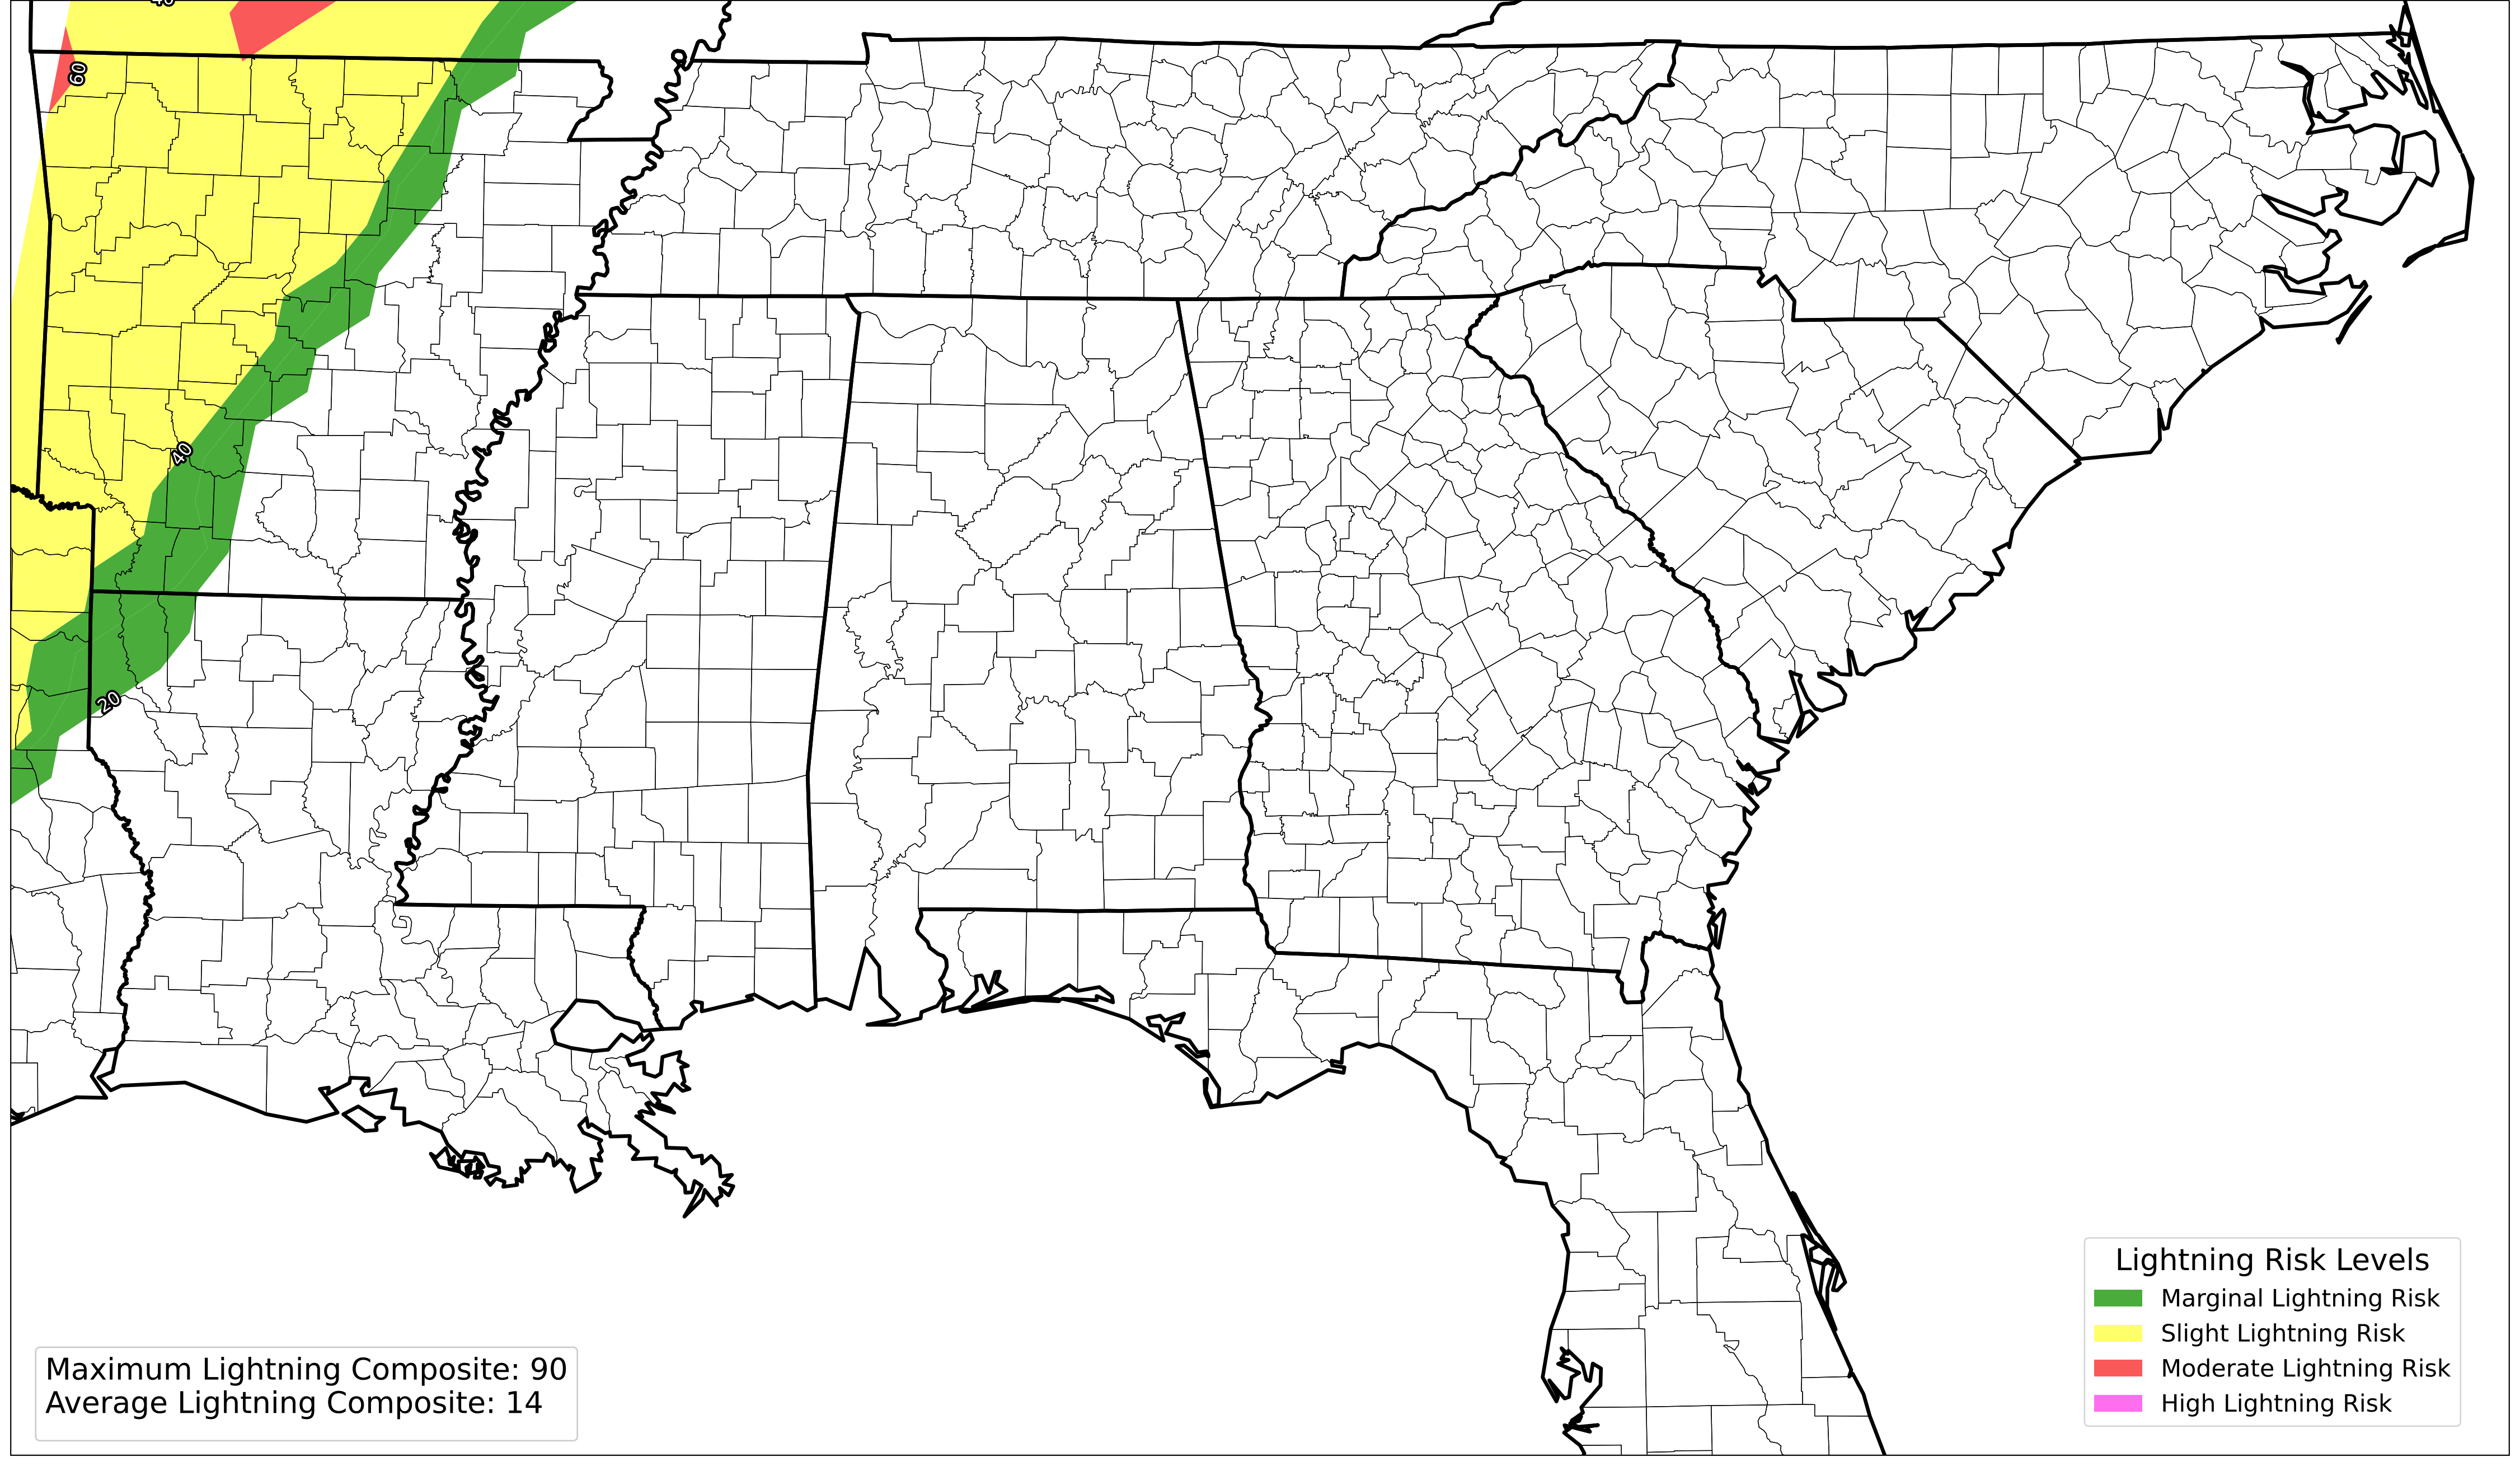 40
60
40
20
Lightning Risk Levels
Marginal Lightning Risk
Slight Lightning Risk
Moderate Lightning Risk
High Lightning Risk
Maximum Lightning Composite: 90
Average Lightning Composite: 14